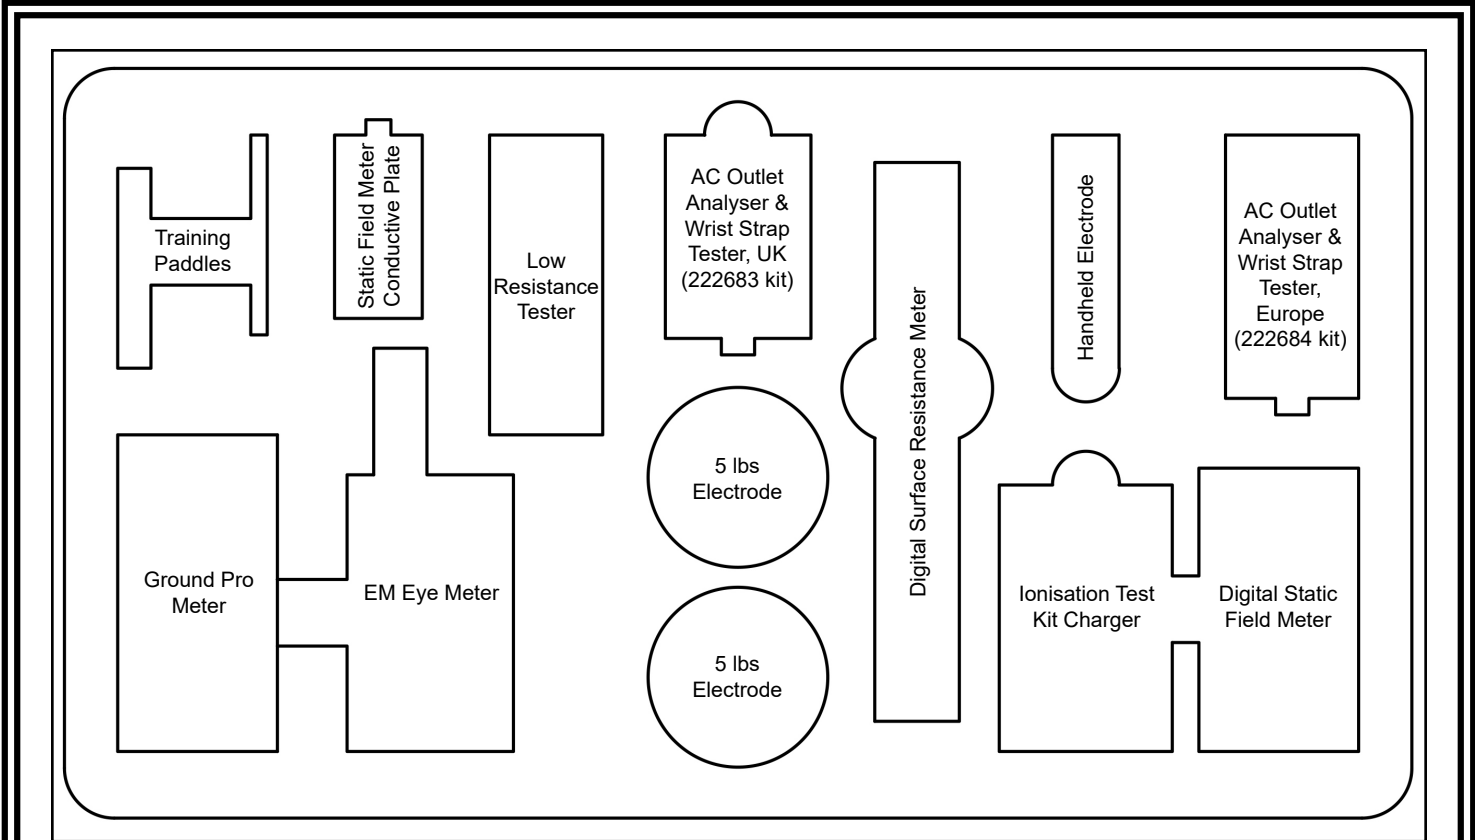 Training
Paddles
Static Field Meter
Conductive Plate
Low
Resistance
Tester
AC Outlet
Analyser &
Wrist Strap
Tester, UK
(222683 kit)
Digital Surface Resistance Meter
Handheld Electrode
AC Outlet
Analyser &
Wrist Strap
Tester,
Europe
(222684 kit)
Ground Pro
Meter
EM Eye Meter
5 lbs
Electrode
5 lbs
Electrode
Ionisation Test
Kit Charger
Digital Static
Field Meter